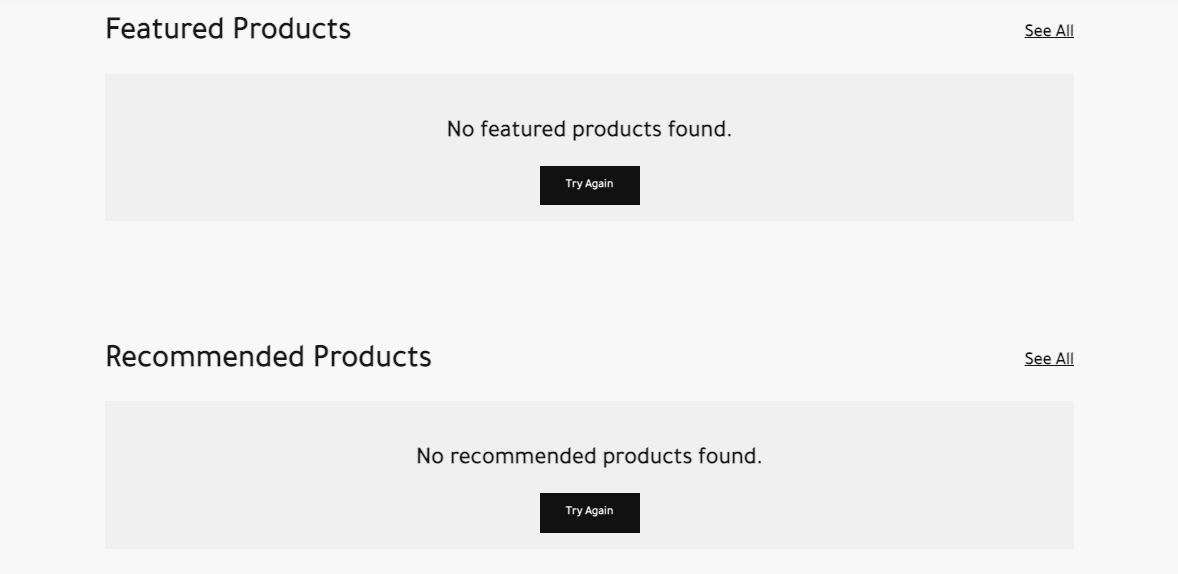 Featured Products
See All
No featured products found.
Try Again
Recommended Products
See All
No recommended products found.
Try Again